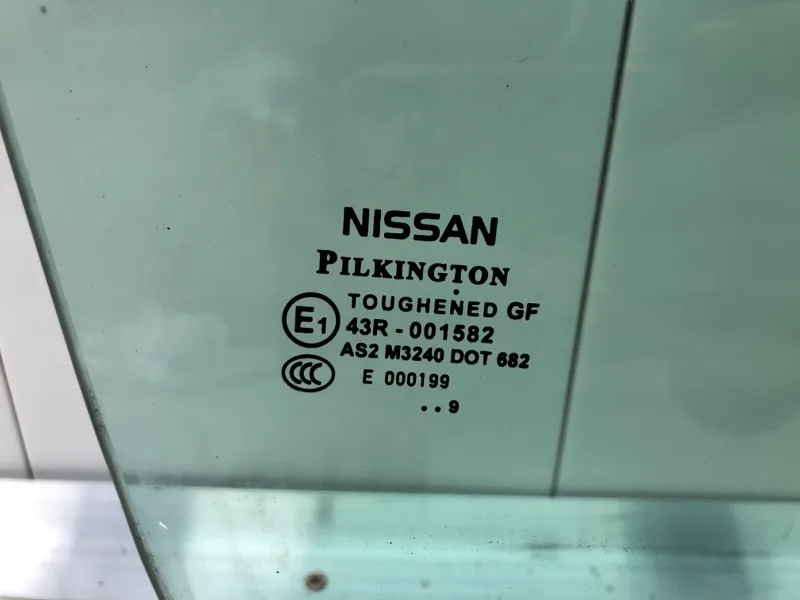 NISSAN
PILKINGTON
TOUGHENED GF
E1 43R - 001582
AS2 M3240 DOT 682
CCC E 000199
..9